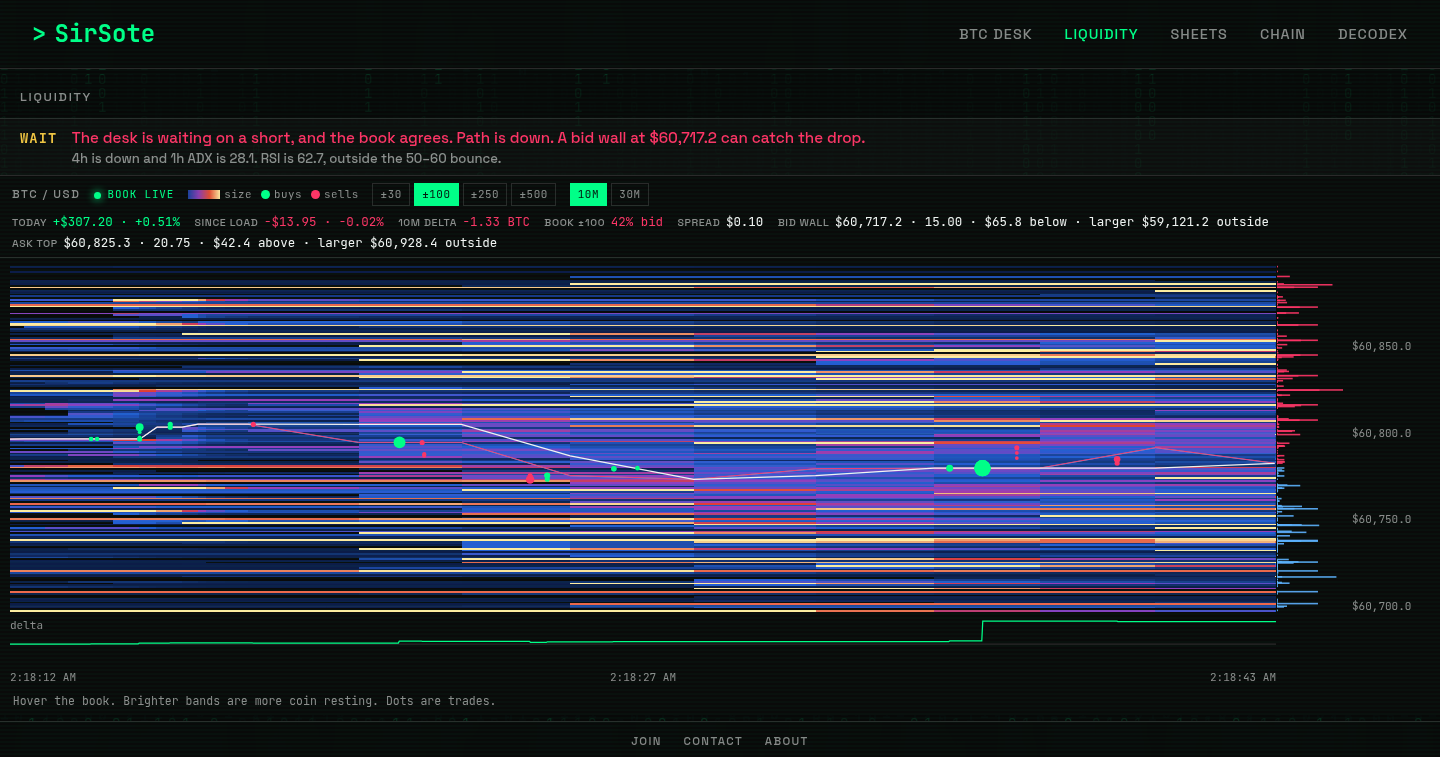 > SirSote
BTC DESK LIQUIDITY SHEETS CHAIN DECODEX
LIQUIDITY
WAIT The desk is waiting on a short, and the book agrees. Path is down. A bid wall at $60,717.2 can catch the drop.
4h is down and 1h ADX is 28.1. RSI is 62.7, outside the 50–60 bounce.
BTC / USD BOOK LIVE size buys sells ±30 ±100 ±250 ±500 10M 30M
TODAY +$307.20 · +0.51% SINCE LOAD -$13.95 · -0.02% 10M DELTA -1.33 BTC BOOK ±100 42% bid SPREAD $0.10 BID WALL $60,717.2 · 15.00 · $65.8 below · larger $59,121.2 outside
ASK TOP $60,825.3 · 20.75 · $42.4 above · larger $60,928.4 outside
$60,850.0
$60,800.0
$60,750.0
$60,700.0
delta
2:18:12 AM 2:18:27 AM 2:18:43 AM
Hover the book. Brighter bands are more coin resting. Dots are trades.
JOIN CONTACT ABOUT